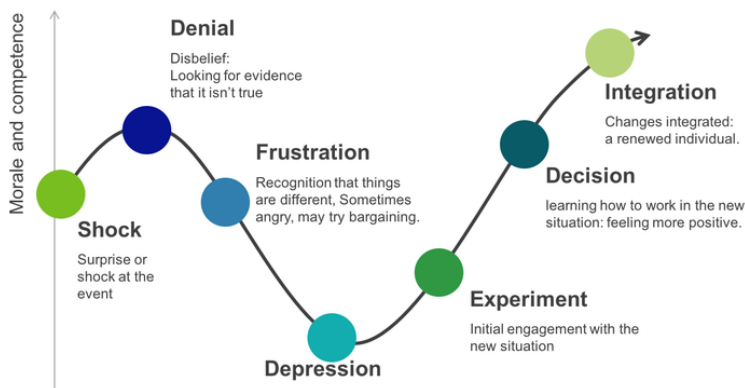 Morale and competence
Denial
Disbelief:
Looking for evidence
that it isn't true
Shock
Surprise or
shock at the
event
Frustration
Recognition that things
are different, Sometimes
angry, may try bargaining.
Depression
Experiment
Initial engagement with the
new situation
Decision
learning how to work in the new
situation: feeling more positive.
Integration
Changes integrated:
a renewed individual.